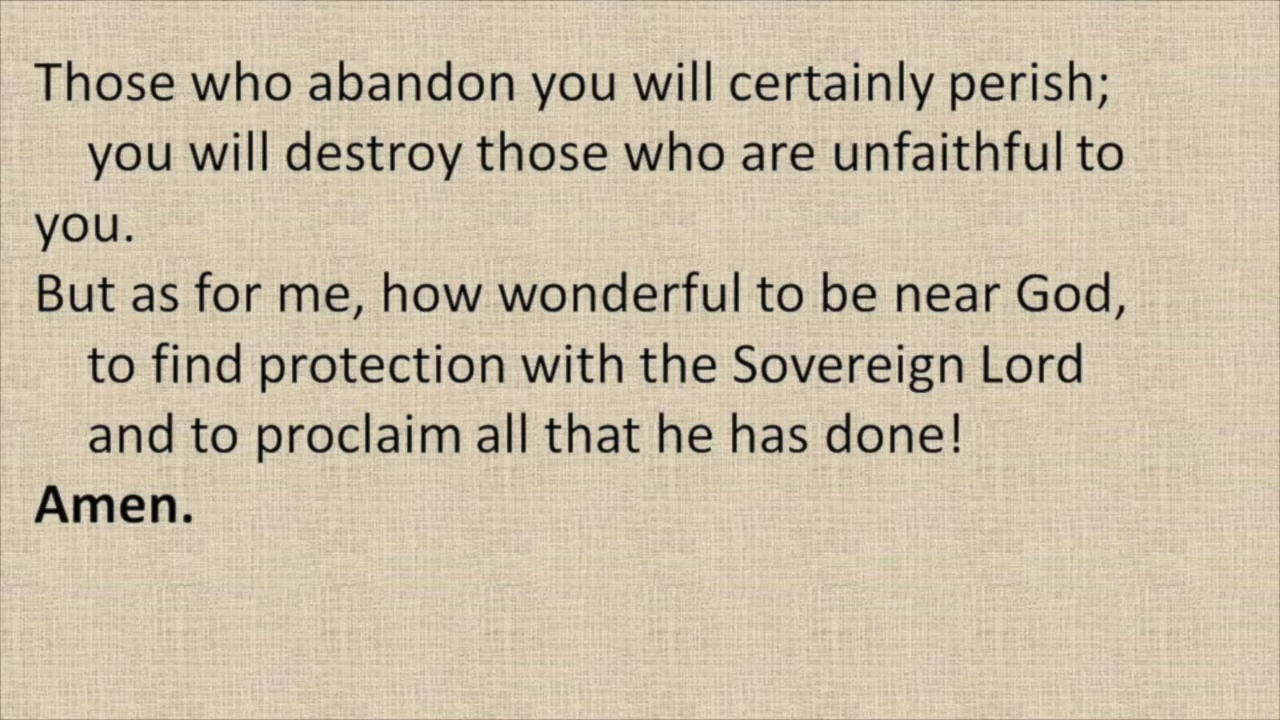 Those who abandon you will certainly perish;
you will destroy those who are unfaithful to
you.
But as for me, how wonderful to be near God,
to find protection with the Sovereign Lord
and to proclaim all that he has done!
Amen.